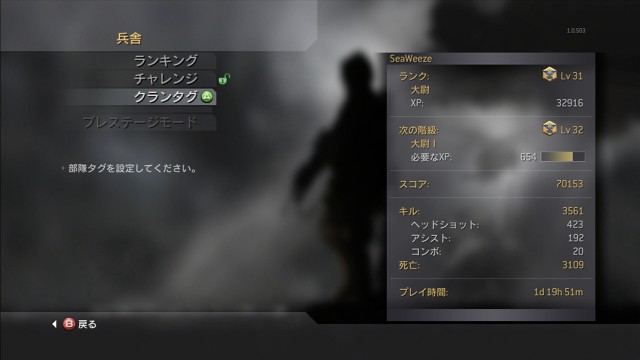 兵舎
1.0.503
ランキング
チャレンジ
クランタグ
プレステージモード
・部隊タグを設定してください。
SeaWeeze
ランク: Lv 31
大尉
XP: 32916
次の階級: Lv 32
大尉 I
必要なXP: 654
スコア: 70153
キル: 3561
ヘッドショット: 423
アシスト: 192
コンボ: 20
死亡: 3109
プレイ時間: 1d 19h 51m
B 戻る